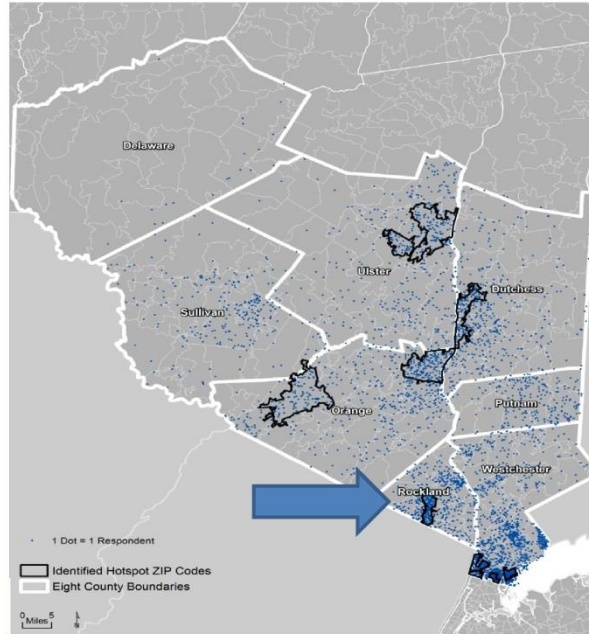 Delaware
Ulster
Dutchess
Sullivan
Orange
Putnam
Westchester
Rockland
1 Dot = 1 Respondent
Identified Hotspot ZIP Codes
Eight County Boundaries
0 5
Miles
N